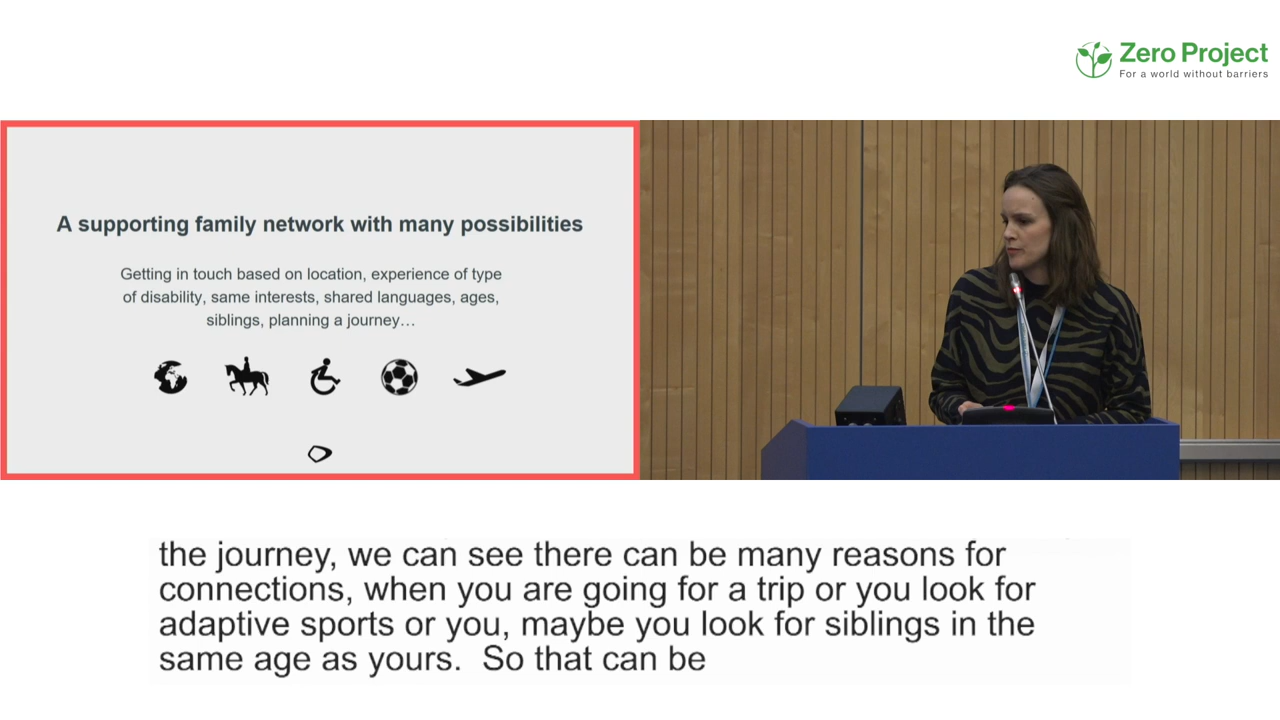 Zero Project
For a world without barriers
A supporting family network with many possibilities
Getting in touch based on location, experience of type
of disability, same interests, shared languages, ages,
siblings, planning a journey…
the journey, we can see there can be many reasons for
connections, when you are going for a trip or you look for
adaptive sports or you, maybe you look for siblings in the
same age as yours.  So that can be